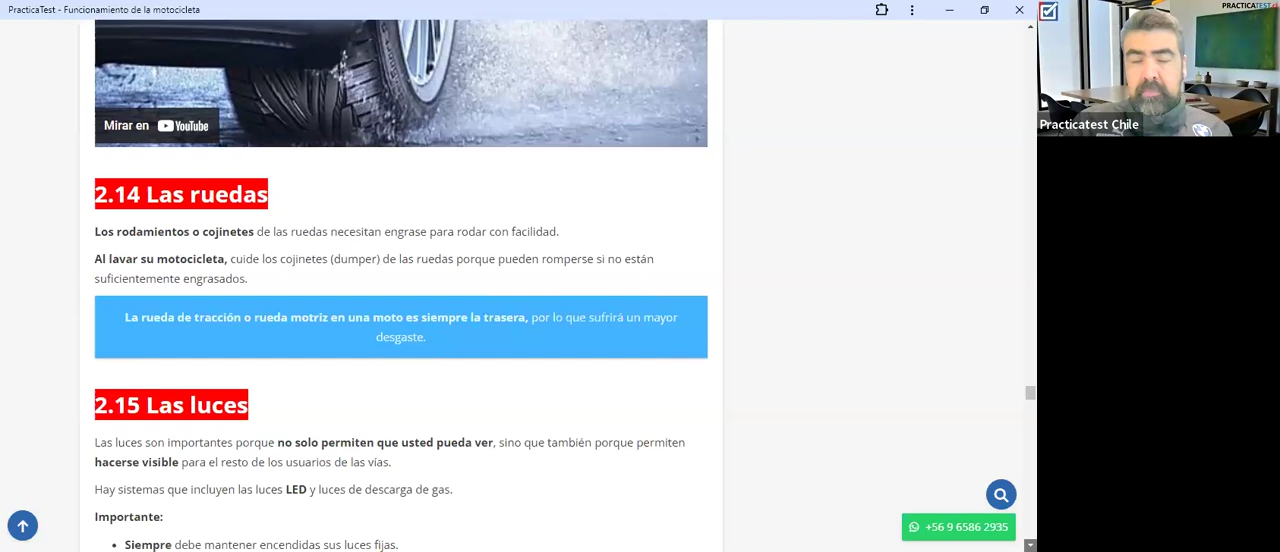 PracticaTest - Funcionamiento de la motocicleta
PRACTICATEST
Practicatest Chile
Mirar en YouTube
2.14 Las ruedas
Los rodamientos o cojinetes de las ruedas necesitan engrase para rodar con facilidad.
Al lavar su motocicleta, cuide los cojinetes (dumper) de las ruedas porque pueden romperse si no están
suficientemente engrasados.
La rueda de tracción o rueda motriz en una moto es siempre la trasera, por lo que sufrirá un mayor
desgaste.
2.15 Las luces
Las luces son importantes porque no solo permiten que usted pueda ver, sino que también porque permiten
hacerse visible para el resto de los usuarios de las vías.
Hay sistemas que incluyen las luces LED y luces de descarga de gas.
Importante:
• Siempre debe mantener encendidas sus luces fijas.
+56 9 6586 2935